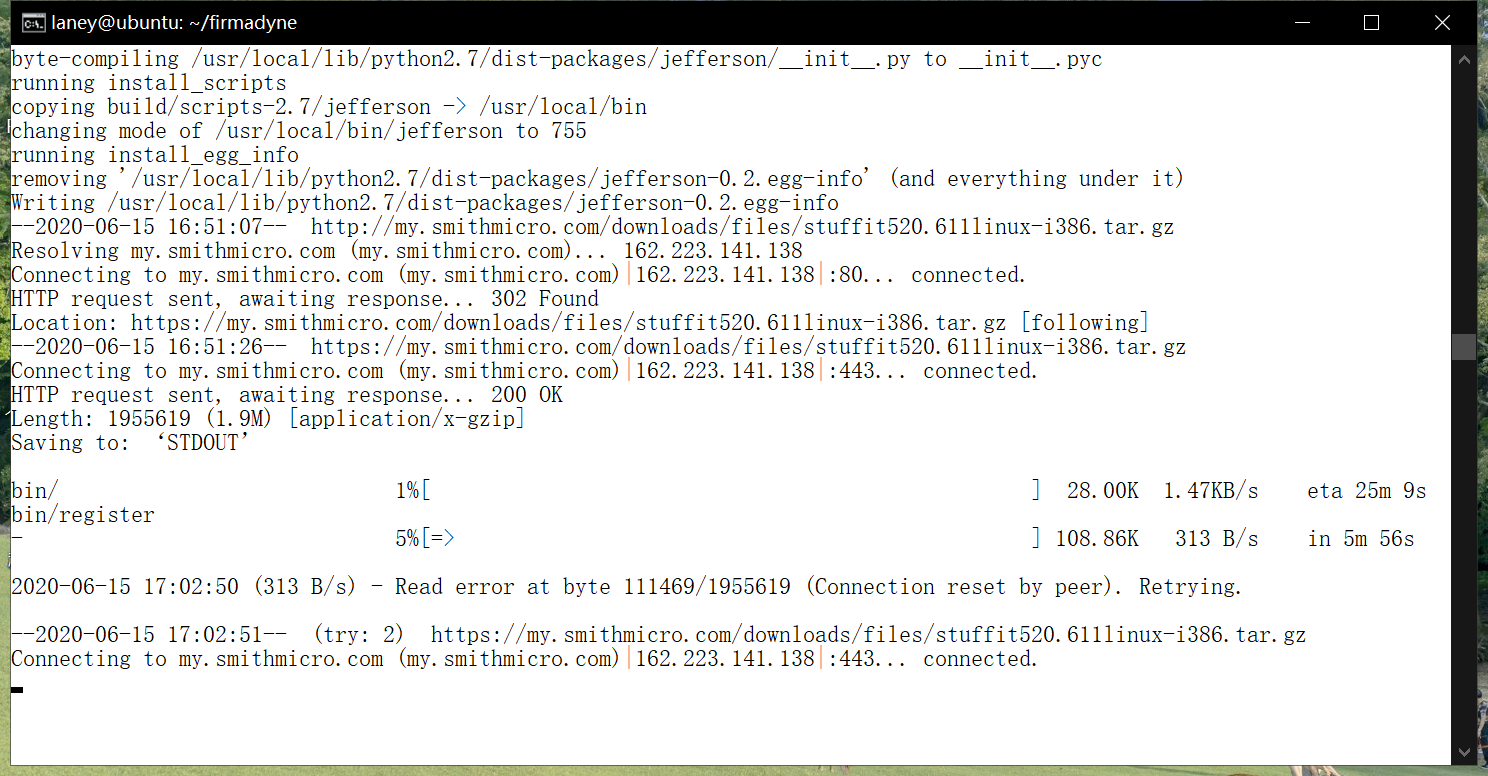 laney@ubuntu: ~/firmadyne
byte-compiling /usr/local/lib/python2.7/dist-packages/jefferson/__init__.py to __init__.pyc
running install_scripts
copying build/scripts-2.7/jefferson -> /usr/local/bin
changing mode of /usr/local/bin/jefferson to 755
running install_egg_info
removing '/usr/local/lib/python2.7/dist-packages/jefferson-0.2.egg-info' (and everything under it)
Writing /usr/local/lib/python2.7/dist-packages/jefferson-0.2.egg-info
--2020-06-15 16:51:07--  http://my.smithmicro.com/downloads/files/stuffit520.611linux-i386.tar.gz
Resolving my.smithmicro.com (my.smithmicro.com)... 162.223.141.138
Connecting to my.smithmicro.com (my.smithmicro.com)|162.223.141.138|:80... connected.
HTTP request sent, awaiting response... 302 Found
Location: https://my.smithmicro.com/downloads/files/stuffit520.611linux-i386.tar.gz [following]
--2020-06-15 16:51:26--  https://my.smithmicro.com/downloads/files/stuffit520.611linux-i386.tar.gz
Connecting to my.smithmicro.com (my.smithmicro.com)|162.223.141.138|:443... connected.
HTTP request sent, awaiting response... 200 OK
Length: 1955619 (1.9M) [application/x-gzip]
Saving to: ‘STDOUT’
bin/ 1%[ ] 28.00K 1.47KB/s eta 25m 9s
bin/register
- 5%[=> ] 108.86K 313 B/s in 5m 56s
2020-06-15 17:02:50 (313 B/s) - Read error at byte 111469/1955619 (Connection reset by peer). Retrying.
--2020-06-15 17:02:51--  (try: 2)  https://my.smithmicro.com/downloads/files/stuffit520.611linux-i386.tar.gz
Connecting to my.smithmicro.com (my.smithmicro.com)|162.223.141.138|:443... connected.